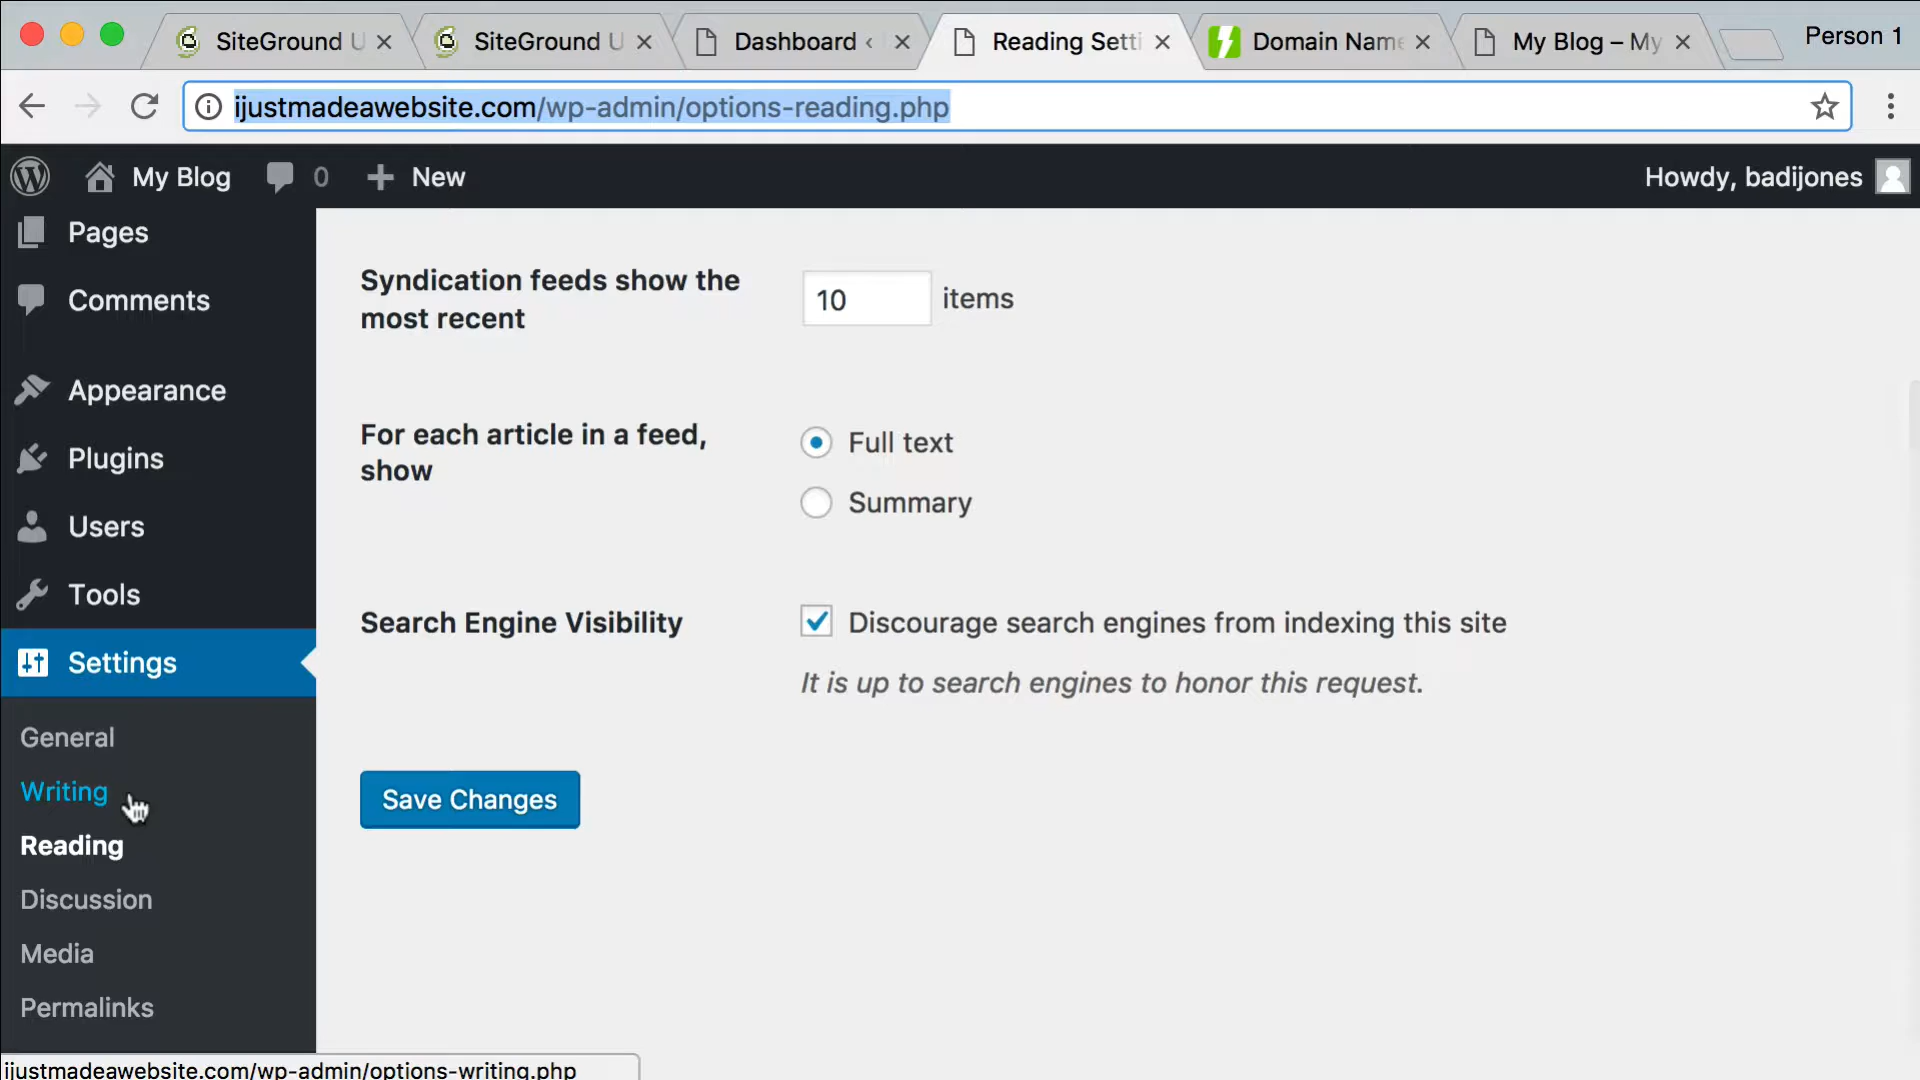 SiteGround U
SiteGround U
Dashboard ‹
Reading Setti
Domain Name
My Blog – My
Person 1
ijustmadeawebsite.com/wp-admin/options-reading.php
My Blog
0
New
Howdy, badijones
Pages
Comments
Appearance
Plugins
Users
Tools
Settings
General
Writing
Reading
Discussion
Media
Permalinks
Syndication feeds show the
most recent
10 items
For each article in a feed,
show
Full text
Summary
Search Engine Visibility
Discourage search engines from indexing this site
It is up to search engines to honor this request.
Save Changes
ijustmadeawebsite.com/wp-admin/options-writing.php